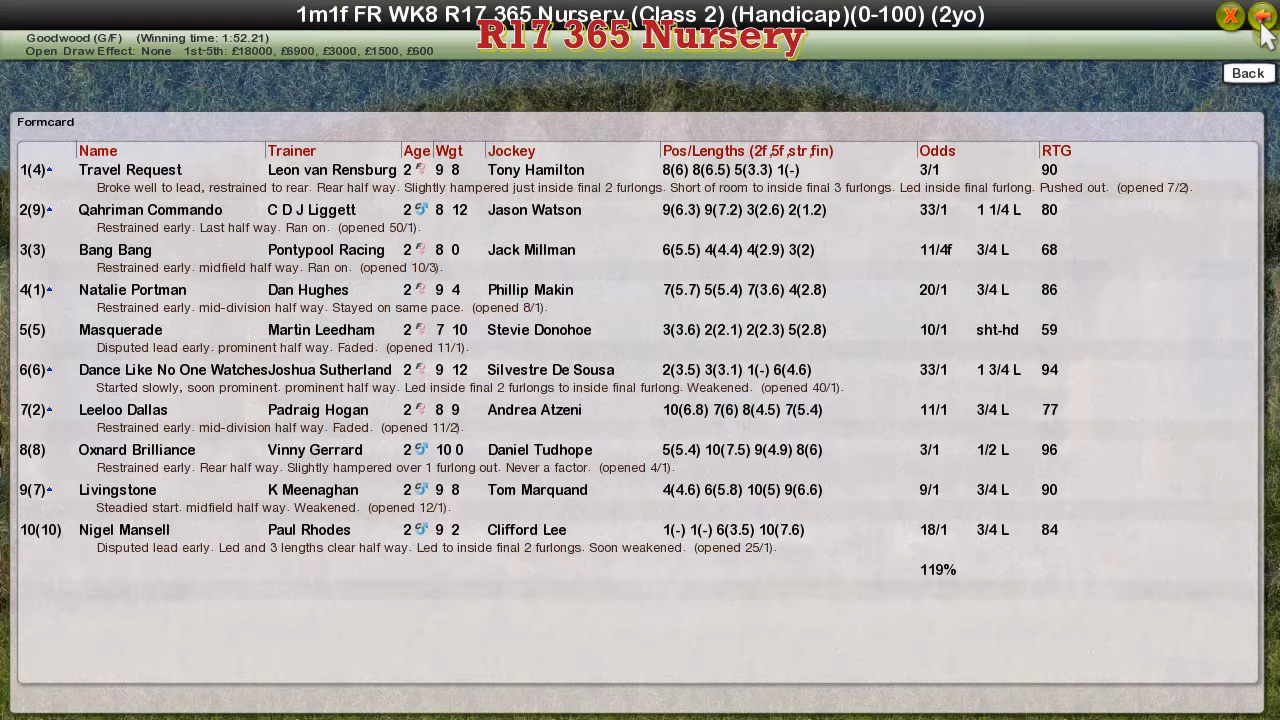 1m1f FR WK8 R17 365 Nursery (Class 2) (Handicap)(0-100) (2yo)
R17 365 Nursery
Goodwood (G/F) (Winning time: 1:52.21)
Open Draw Effect: None 1st-5th: £18000, £6900, £3000, £1500, £600
X
Back
Formcard
Name Trainer Age Wgt Jockey Pos/Lengths (2f,5f,str,fin) Odds RTG
1(4) Travel Request Leon van Rensburg 2 9 8 Tony Hamilton 8(6) 8(6.5) 5(3.3) 1(-) 3/1 90
Broke well to lead, restrained to rear. Rear half way. Slightly hampered just inside final 2 furlongs. Short of room to inside final 3 furlongs. Led inside final furlong. Pushed out. (opened 7/2).
2(9) Qahriman Commando C D J Liggett 2 8 12 Jason Watson 9(6.3) 9(7.2) 3(2.6) 2(1.2) 33/1 1 1/4 L 80
Restrained early. Last half way. Ran on. (opened 50/1).
3(3) Bang Bang Pontypool Racing 2 8 0 Jack Millman 6(5.5) 4(4.4) 4(2.9) 3(2) 11/4f 3/4 L 68
Restrained early. midfield half way. Ran on. (opened 10/3).
4(1) Natalie Portman Dan Hughes 2 9 4 Phillip Makin 7(5.7) 5(5.4) 7(3.6) 4(2.8) 20/1 3/4 L 86
Restrained early. mid-division half way. Stayed on same pace. (opened 8/1).
5(5) Masquerade Martin Leedham 2 7 10 Stevie Donohoe 3(3.6) 2(2.1) 2(2.3) 5(2.8) 10/1 sht-hd 59
Disputed lead early. prominent half way. Faded. (opened 11/1).
6(6) Dance Like No One Watches Joshua Sutherland 2 9 12 Silvestre De Sousa 2(3.5) 3(3.1) 1(-) 6(4.6) 33/1 1 3/4 L 94
Started slowly, soon prominent. prominent half way. Led inside final 2 furlongs to inside final furlong. Weakened. (opened 40/1).
7(2) Leeloo Dallas Padraig Hogan 2 8 9 Andrea Atzeni 10(6.8) 7(6) 8(4.5) 7(5.4) 11/1 3/4 L 77
Restrained early. mid-division half way. Faded. (opened 11/2).
8(8) Oxnard Brilliance Vinny Gerrard 2 10 0 Daniel Tudhope 5(5.4) 10(7.5) 9(4.9) 8(6) 3/1 1/2 L 96
Restrained early. Rear half way. Slightly hampered over 1 furlong out. Never a factor. (opened 4/1).
9(7) Livingstone K Meenaghan 2 9 8 Tom Marquand 4(4.6) 6(5.8) 10(5) 9(6.6) 9/1 3/4 L 90
Steadied start. midfield half way. Weakened. (opened 12/1).
10(10) Nigel Mansell Paul Rhodes 2 9 2 Clifford Lee 1(-) 1(-) 6(3.5) 10(7.6) 18/1 3/4 L 84
Disputed lead early. Led and 3 lengths clear half way. Led to inside final 2 furlongs. Soon weakened. (opened 25/1).
119%